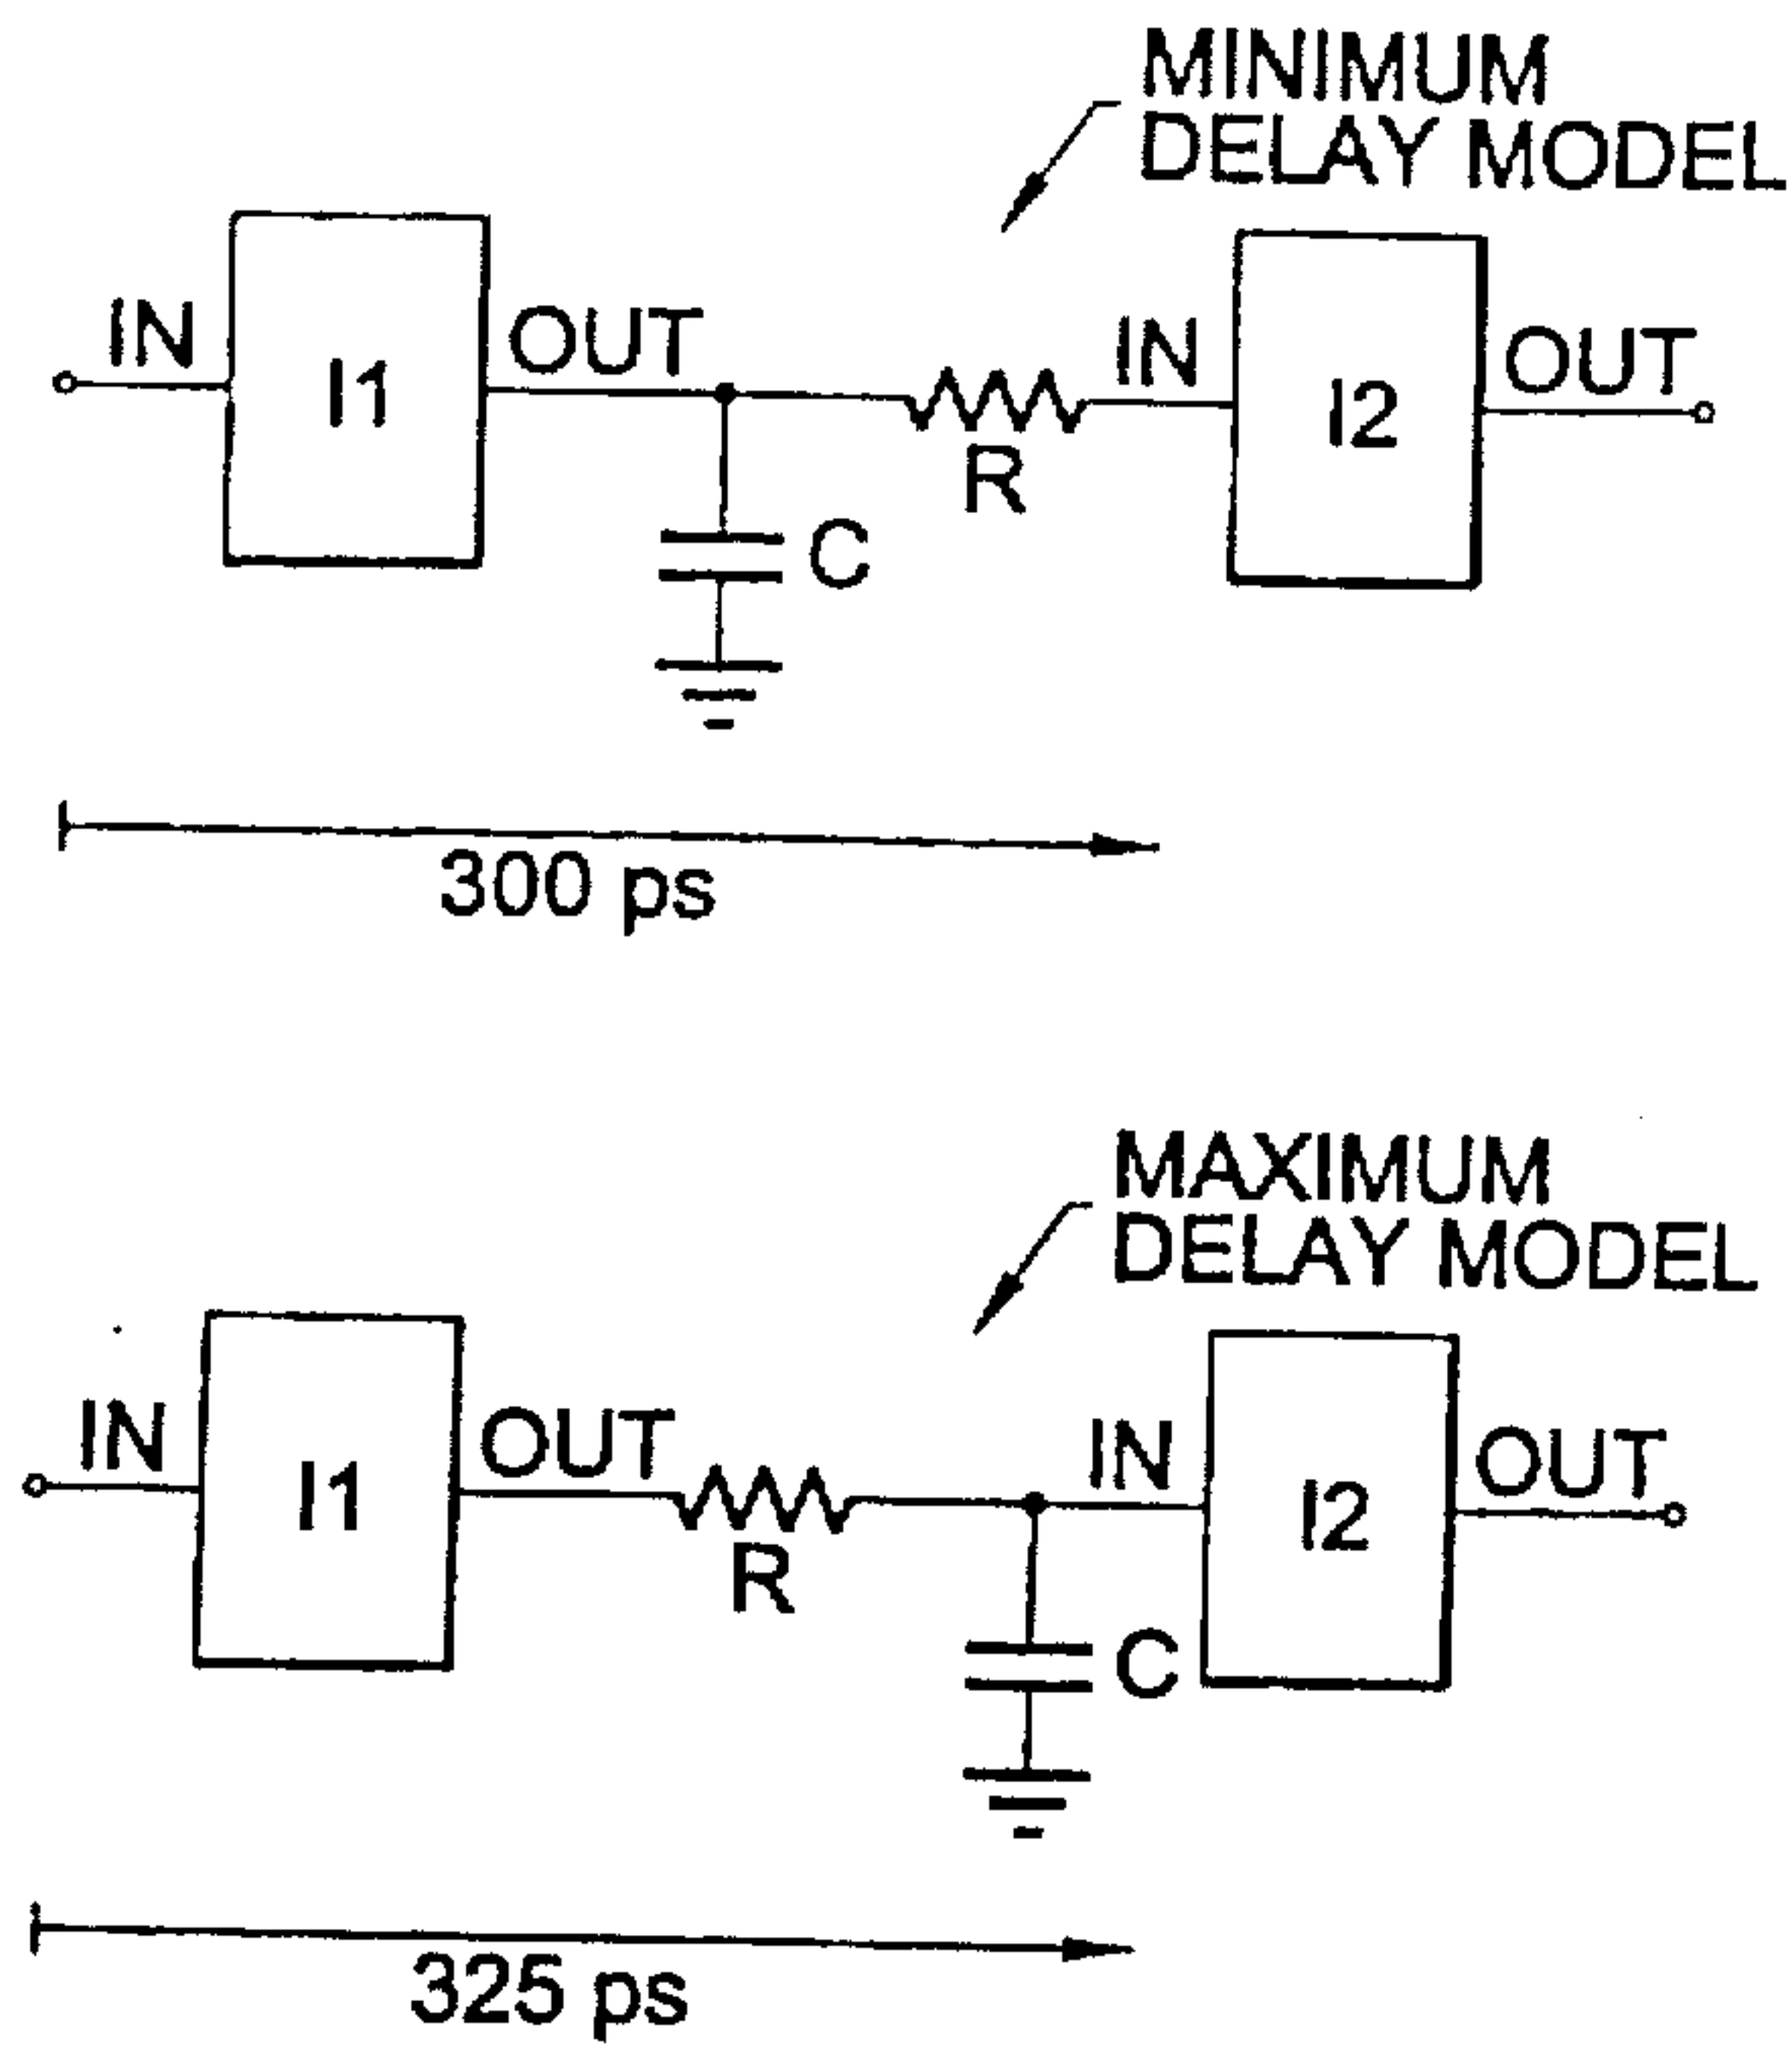 MINIMUM
DELAY MODEL
IN
I1
OUT
R
C
IN
I2
OUT
300 ps
MAXIMUM
DELAY MODEL
IN
I1
OUT
R
C
IN
I2
OUT
325 ps